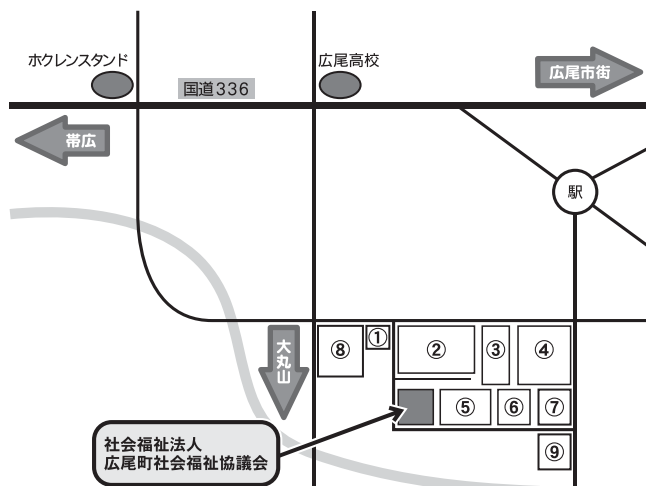 ホクレンスタンド
広尾高校
国道336
広尾市街
帯広
駅
大丸山
⑧
①
②
③
④
⑤
⑥
⑦
⑨
社会福祉法人
広尾町社会福祉協議会